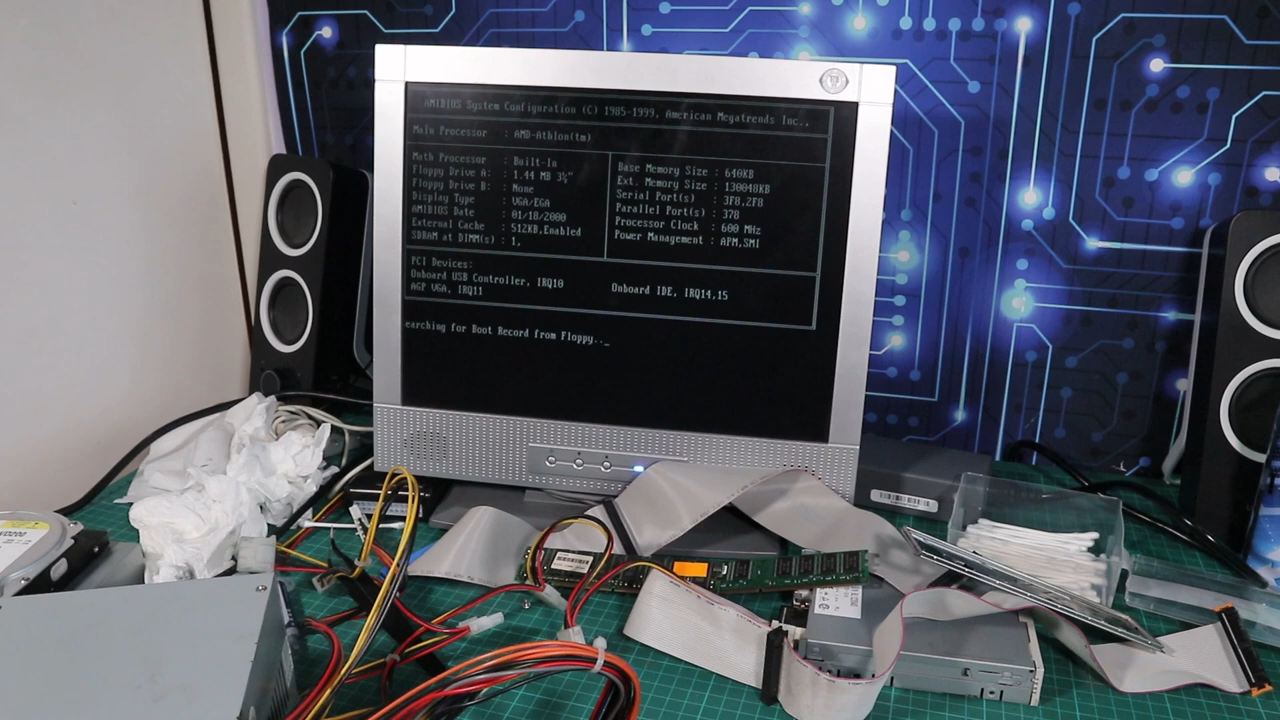 AMIBIOS System Configuration (C) 1985-1999, American Megatrends Inc.,
Main Processor : AMD-Athlon(tm)
Math Processor : Built-In
Floppy Drive A: : 1.44 MB 3½"
Floppy Drive B: : None
Display Type : VGA/EGA
AMIBIOS Date : 01/18/2000
External Cache : 512KB,Enabled
SDRAM at DIMM(s) : 1,
Base Memory Size : 640KB
Ext. Memory Size : 130048KB
Serial Port(s) : 3F8,2F8
Parallel Port(s) : 378
Processor Clock : 600 MHz
Power Management : APM,SMI
PCI Devices:
Onboard USB Controller, IRQ10 Onboard IDE, IRQ14,15
AGP VGA, IRQ11
earching for Boot Record from Floppy.._